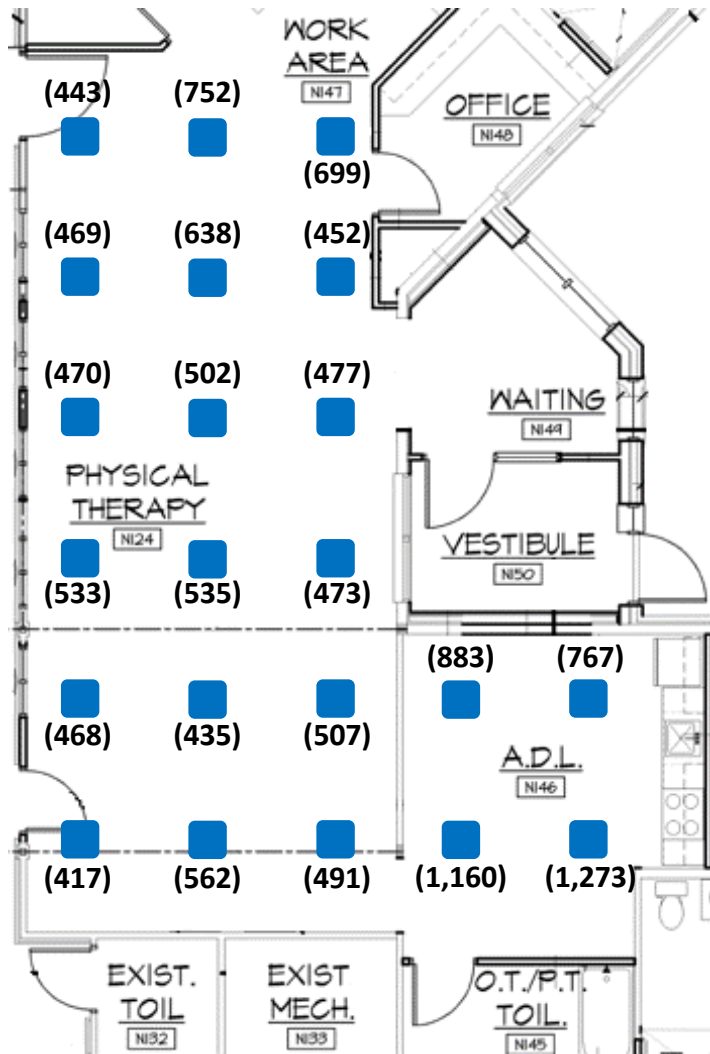 WORK
AREA
N147
(443)
(752)
(699)
OFFICE
N148
(469)
(638)
(452)
(470)
(502)
(477)
WAITING
N149
PHYSICAL
THERAPY
N124
VESTIBULE
N150
(533)
(535)
(473)
(883)
(767)
(468)
(435)
(507)
A.D.L.
N146
(417)
(562)
(491)
(1,160)
(1,273)
EXIST.
TOIL
N132
EXIST
MECH.
N133
O.T./P.T.
TOIL.
N145